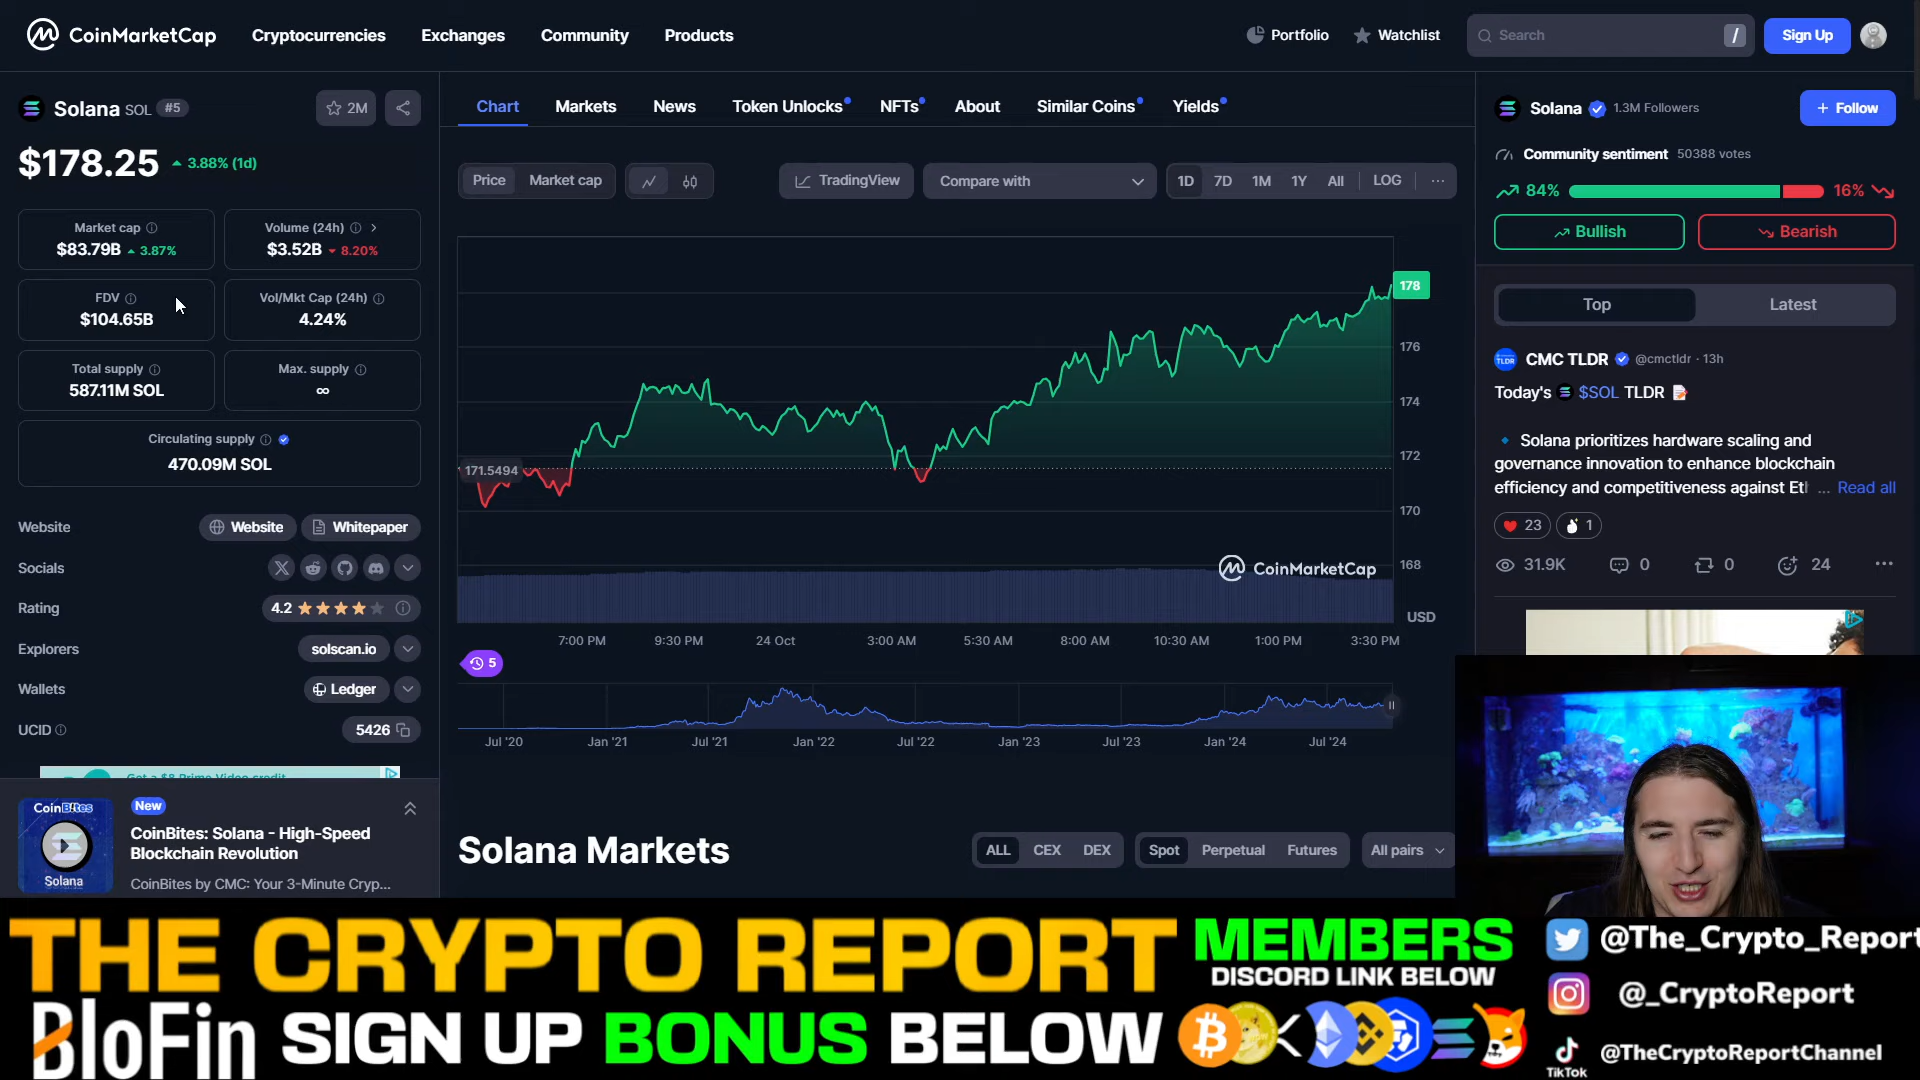 CoinMarketCap
Cryptocurrencies
Exchanges
Community
Products
Portfolio
Watchlist
Search
/
Sign Up
Solana SOL #5
2M
$178.25
3.88% (1d)
Market cap
$83.79B 3.87%
Volume (24h)
$3.52B 8.20%
FDV
$104.65B
Vol/Mkt Cap (24h)
4.24%
Total supply
587.11M SOL
Max. supply
∞
Circulating supply
470.09M SOL
Website
Website
Whitepaper
Socials
Rating
4.2
Explorers
solscan.io
Wallets
Ledger
UCID
5426
Get a $8 Prime Video credit
CoinBites
Solana
New
CoinBites: Solana - High-Speed
Blockchain Revolution
CoinBites by CMC: Your 3-Minute Cryp...
Chart
Markets
News
Token Unlocks
NFTs
About
Similar Coins
Yields
Price
Market cap
TradingView
Compare with
1D
7D
1M
1Y
All
LOG
...
178
176
174
172
170
168
USD
171.5494
CoinMarketCap
7:00 PM
9:30 PM
24 Oct
3:00 AM
5:30 AM
8:00 AM
10:30 AM
1:00 PM
3:30 PM
5
Jul '20
Jan '21
Jul '21
Jan '22
Jul '22
Jan '23
Jul '23
Jan '24
Jul '24
Solana Markets
ALL
CEX
DEX
Spot
Perpetual
Futures
All pairs
Solana
1.3M Followers
+ Follow
Community sentiment 50388 votes
84%
16%
Bullish
Bearish
Top
Latest
TLDR
CMC TLDR @cmctldr · 13h
Today's $SOL TLDR
Solana prioritizes hardware scaling and
governance innovation to enhance blockchain
efficiency and competitiveness against Eth ... Read all
23
1
31.9K
0
0
24
...
THE CRYPTO REPORT
MEMBERS
DISCORD LINK BELOW
BloFin SIGN UP BONUS BELOW
@The_Crypto_Report
@_CryptoReport
TikTok
@TheCryptoReportChannel